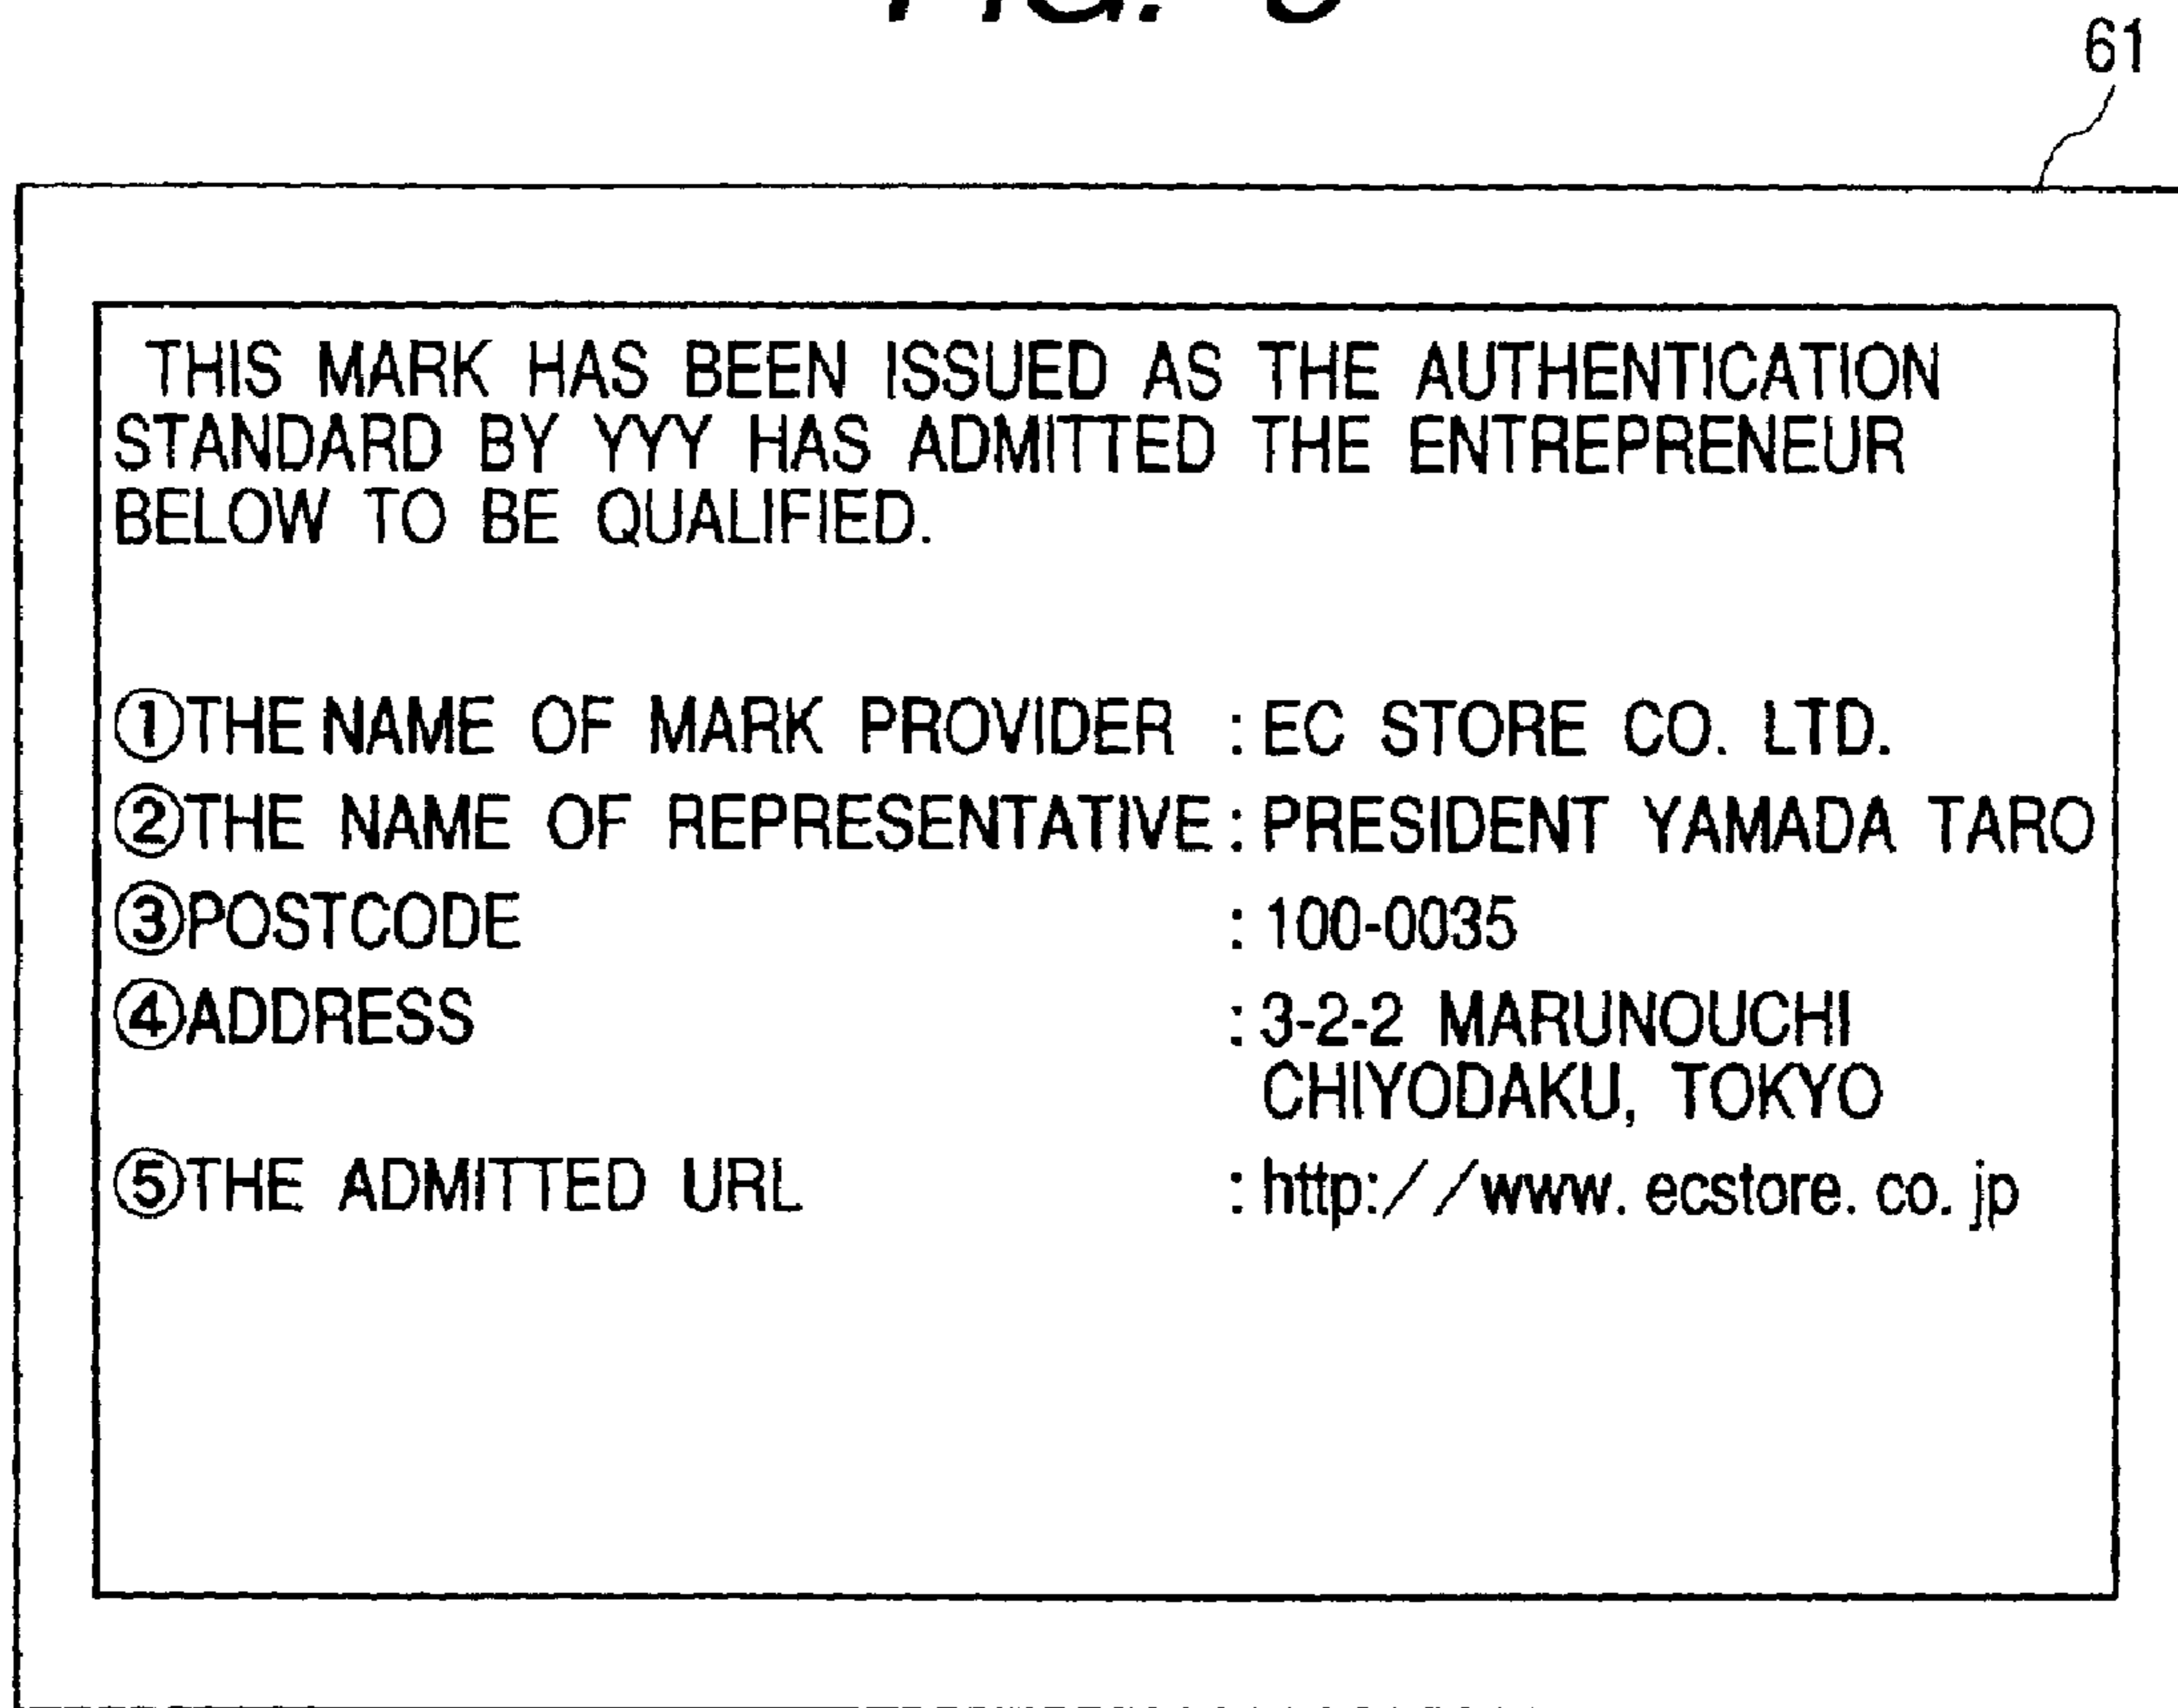 61
THIS MARK HAS BEEN ISSUED AS THE AUTHENTICATION
STANDARD BY YYY HAS ADMITTED THE ENTREPRENEUR
BELOW TO BE QUALIFIED.
①THE NAME OF MARK PROVIDER : EC STORE CO. LTD.
②THE NAME OF REPRESENTATIVE : PRESIDENT YAMADA TARO
③POSTCODE : 100-0035
④ADDRESS : 3-2-2 MARUNOUCHI
CHIYODAKU, TOKYO
⑤THE ADMITTED URL : http://www. ecstore. co. jp